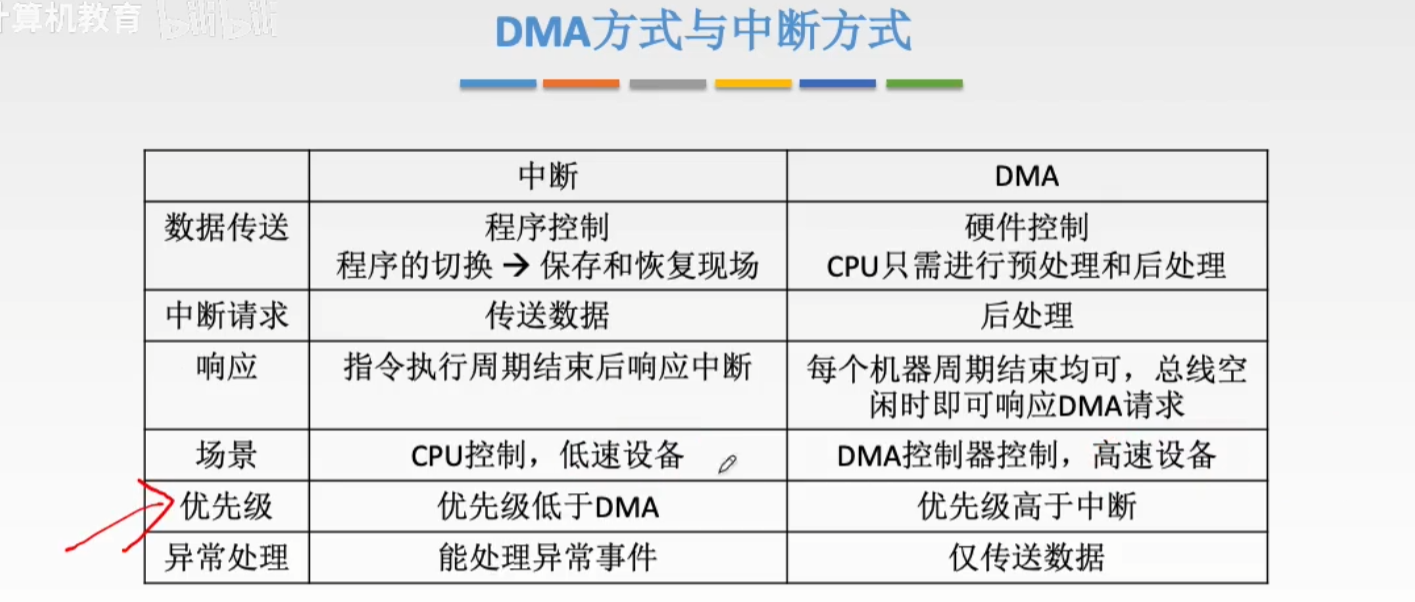 计算机教育 bilibili
DMA方式与中断方式
中断 DMA
数据传送 程序控制 硬件控制
程序的切换 → 保存和恢复现场 CPU只需进行预处理和后处理
中断请求 传送数据 后处理
响应 指令执行周期结束后响应中断 每个机器周期结束均可，总线空
闲时即可响应DMA请求
场景 CPU控制，低速设备 DMA控制器控制，高速设备
优先级 优先级低于DMA 优先级高于中断
异常处理 能处理异常事件 仅传送数据